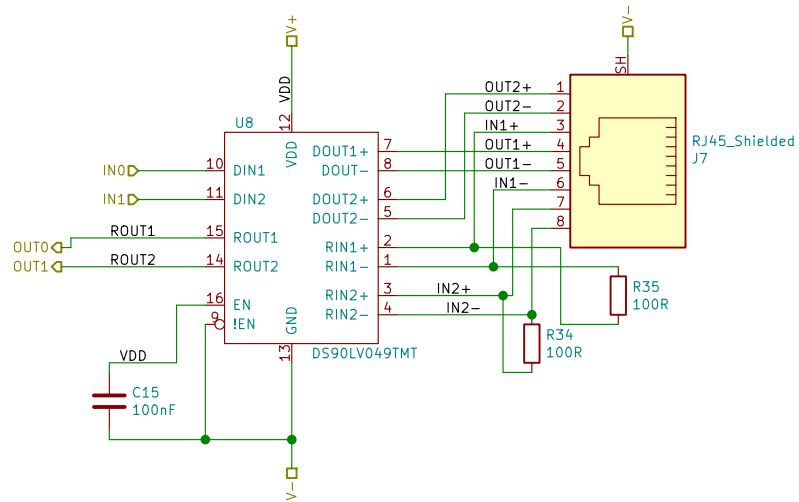 V+
V-
VDD
SH
U8
12
VDD
OUT2+
1
OUT2-
2
IN1+
3
OUT1+
4
OUT1-
5
IN1-
6
7
8
RJ45_Shielded
J7
IN0
10
DIN1
IN1
11
DIN2
OUT0
ROUT1
15
ROUT1
OUT1
ROUT2
14
ROUT2
16
EN
9
!EN
DOUT1+
7
DOUT-
8
DOUT2+
6
DOUT2-
5
RIN1+
2
RIN1-
1
RIN2+
3
RIN2-
4
IN2+
IN2-
R35
100R
R34
100R
GND
13
DS90LV049TMT
VDD
C15
100nF
V-